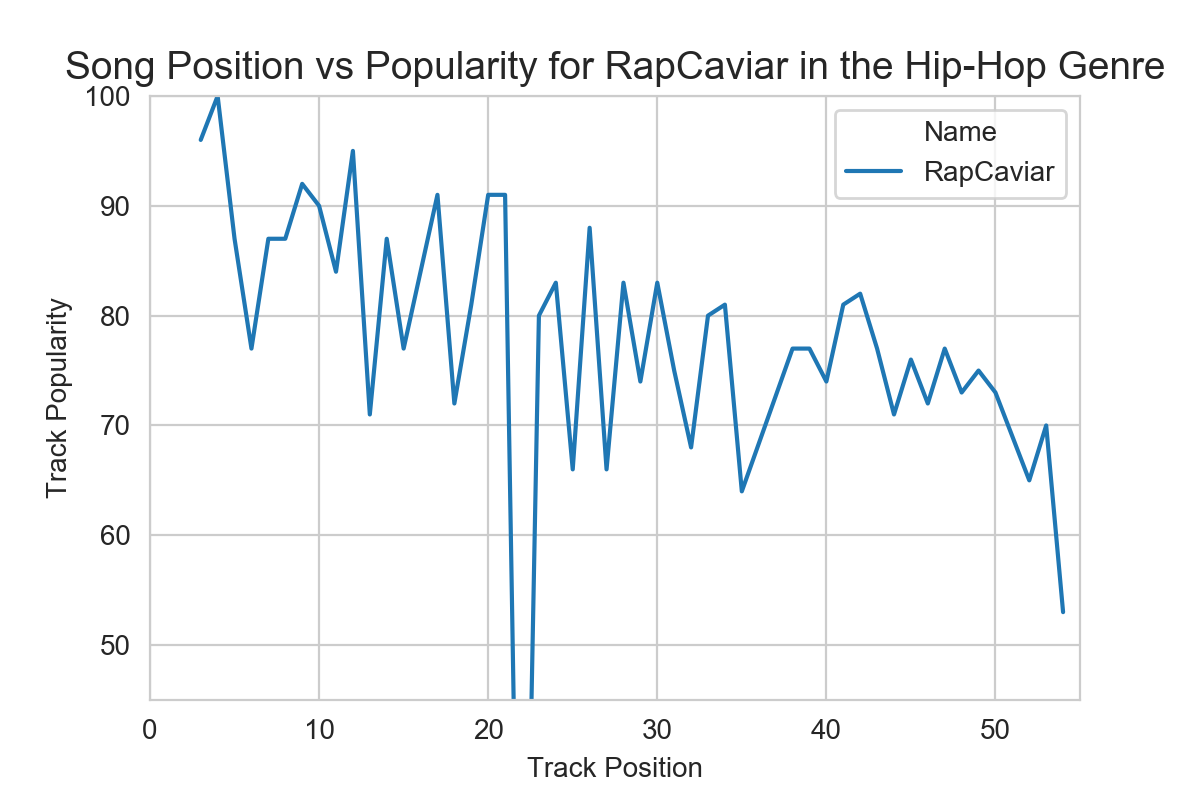 Song Position vs Popularity for RapCaviar in the Hip-Hop Genre
100
90
80
70
60
50
Track Popularity
Name
RapCaviar
0 10 20 30 40 50
Track Position